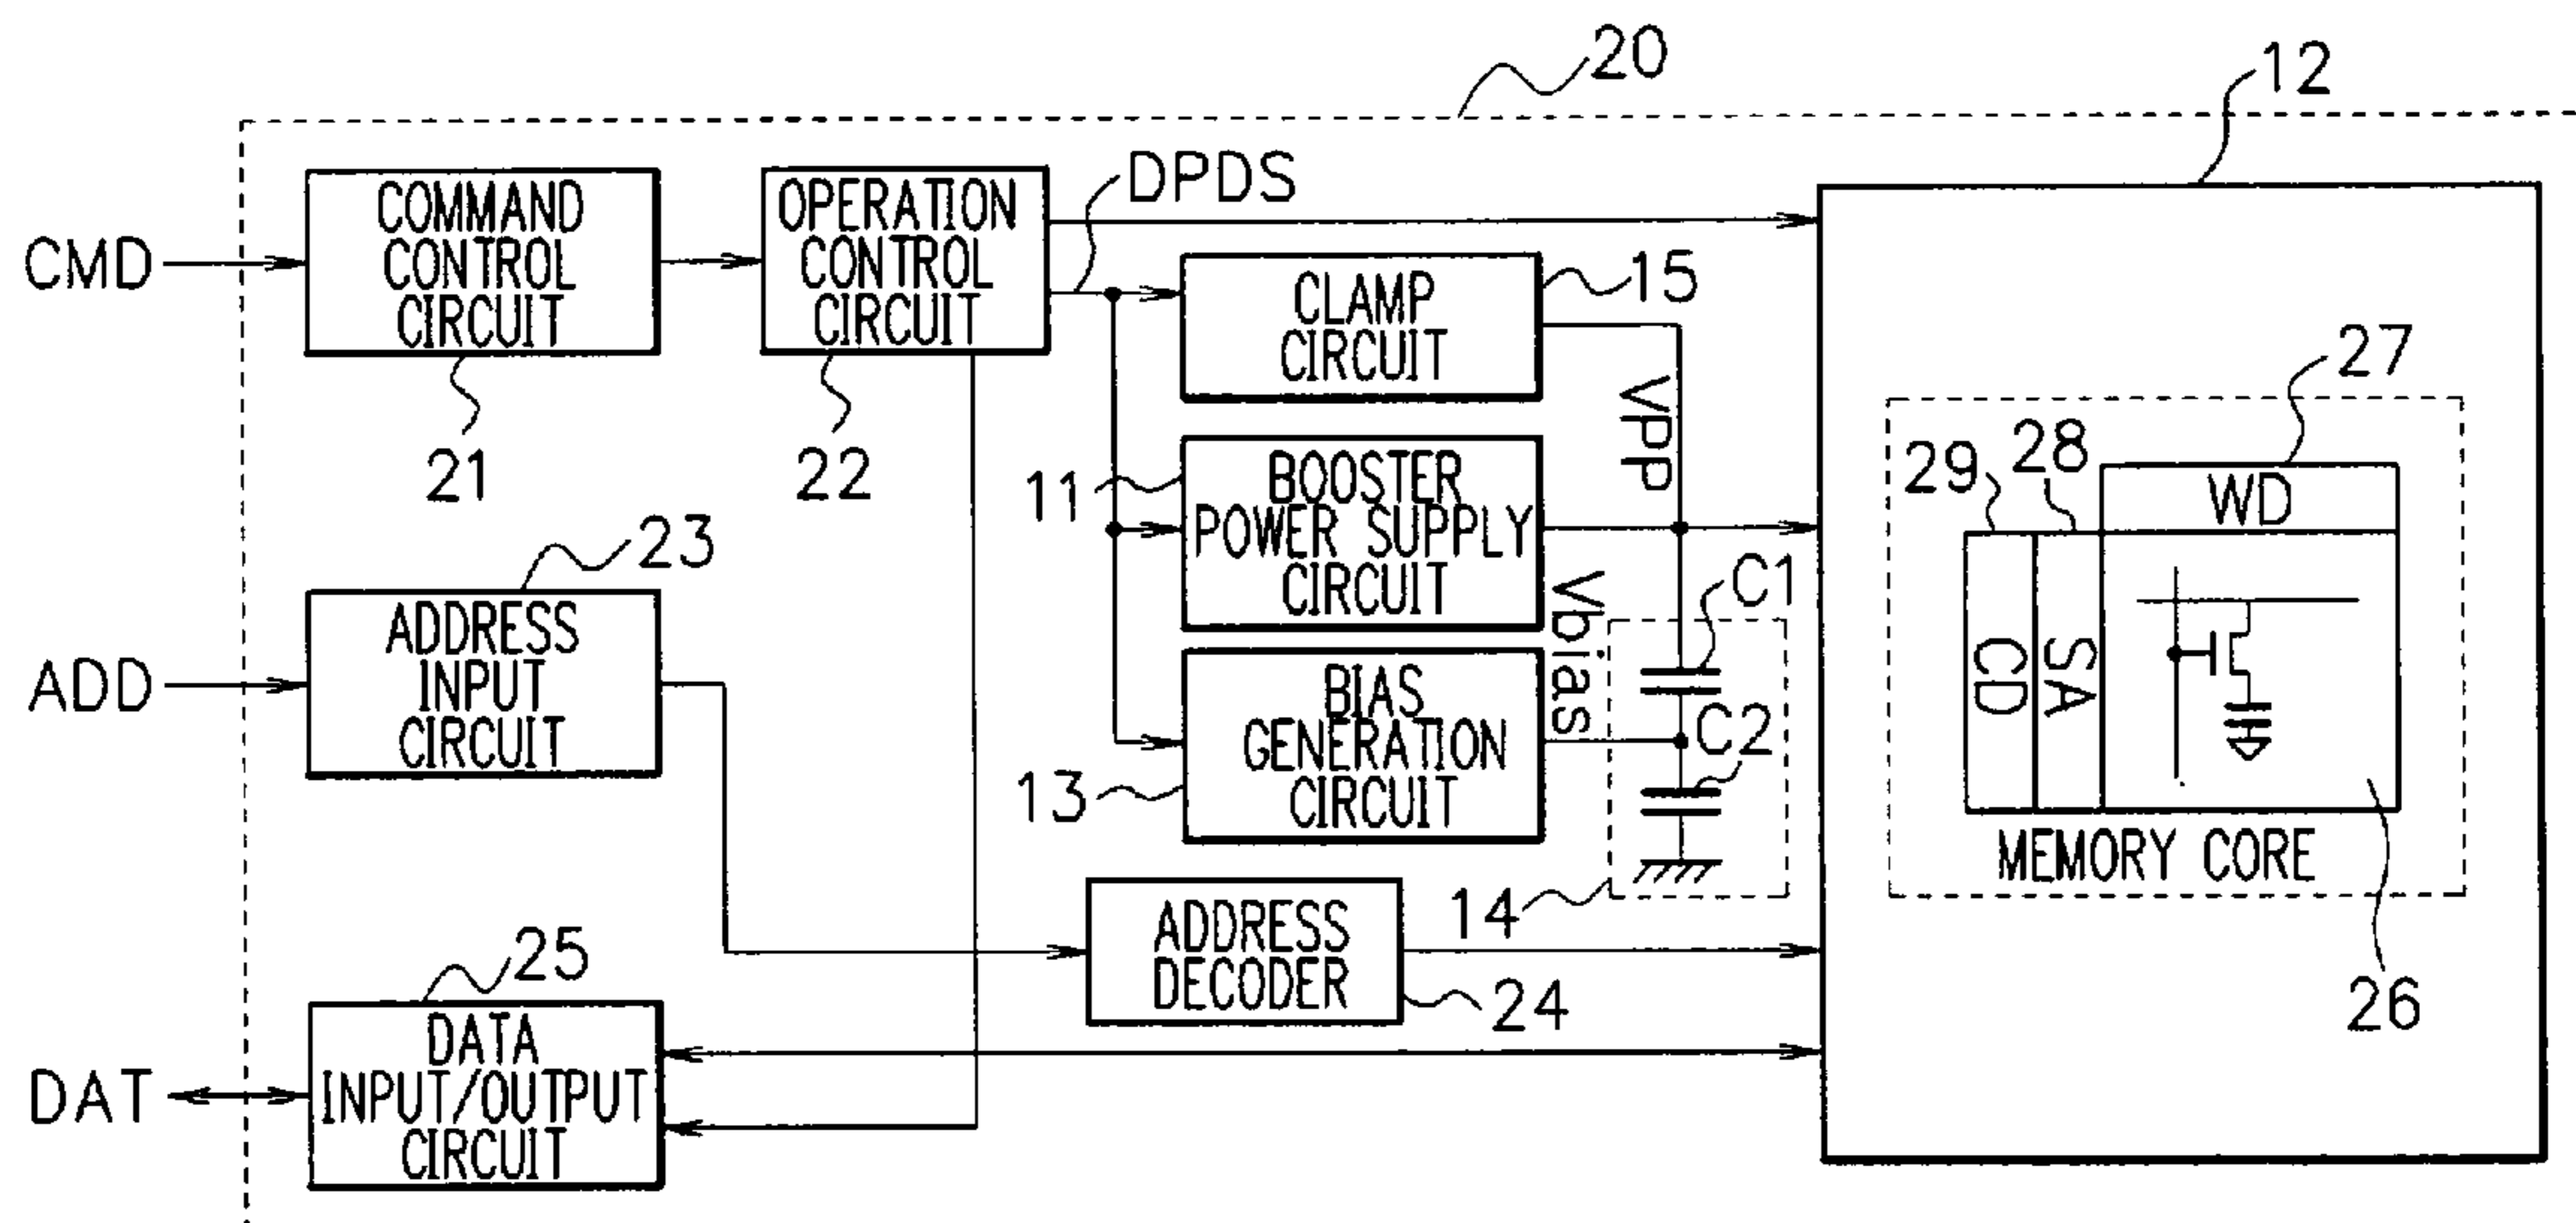 20
12
CMD
COMMAND
CONTROL
CIRCUIT
21
OPERATION
CONTROL
CIRCUIT
22
DPDS
CLAMP
CIRCUIT
15
VPP
11
BOOSTER
POWER SUPPLY
CIRCUIT
Vbias
C1
C2
13
BIAS
GENERATION
CIRCUIT
14
ADD
23
ADDRESS
INPUT
CIRCUIT
ADDRESS
DECODER
24
DAT
25
DATA
INPUT/OUTPUT
CIRCUIT
27
29
28
WD
CD
SA
MEMORY CORE
26